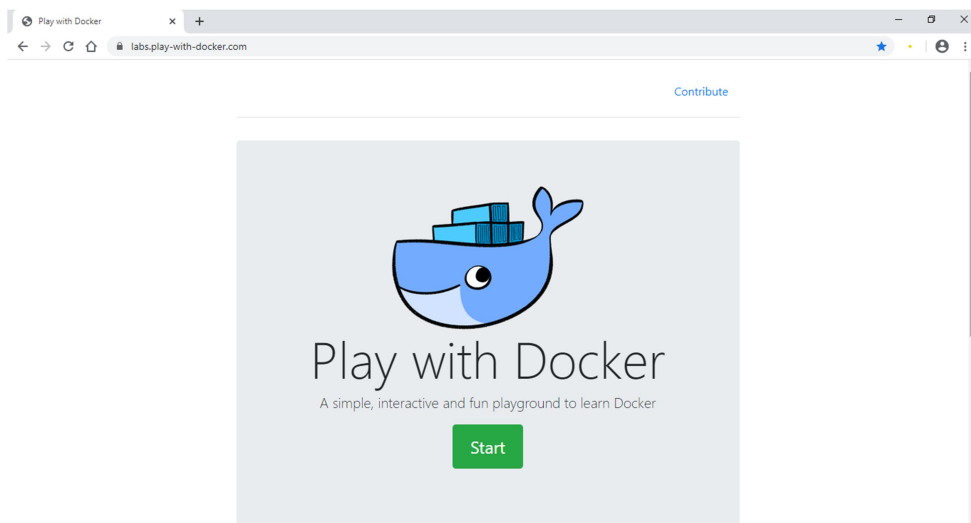 Play with Docker
labs.play-with-docker.com
Contribute
Play with Docker
A simple, interactive and fun playground to learn Docker
Start